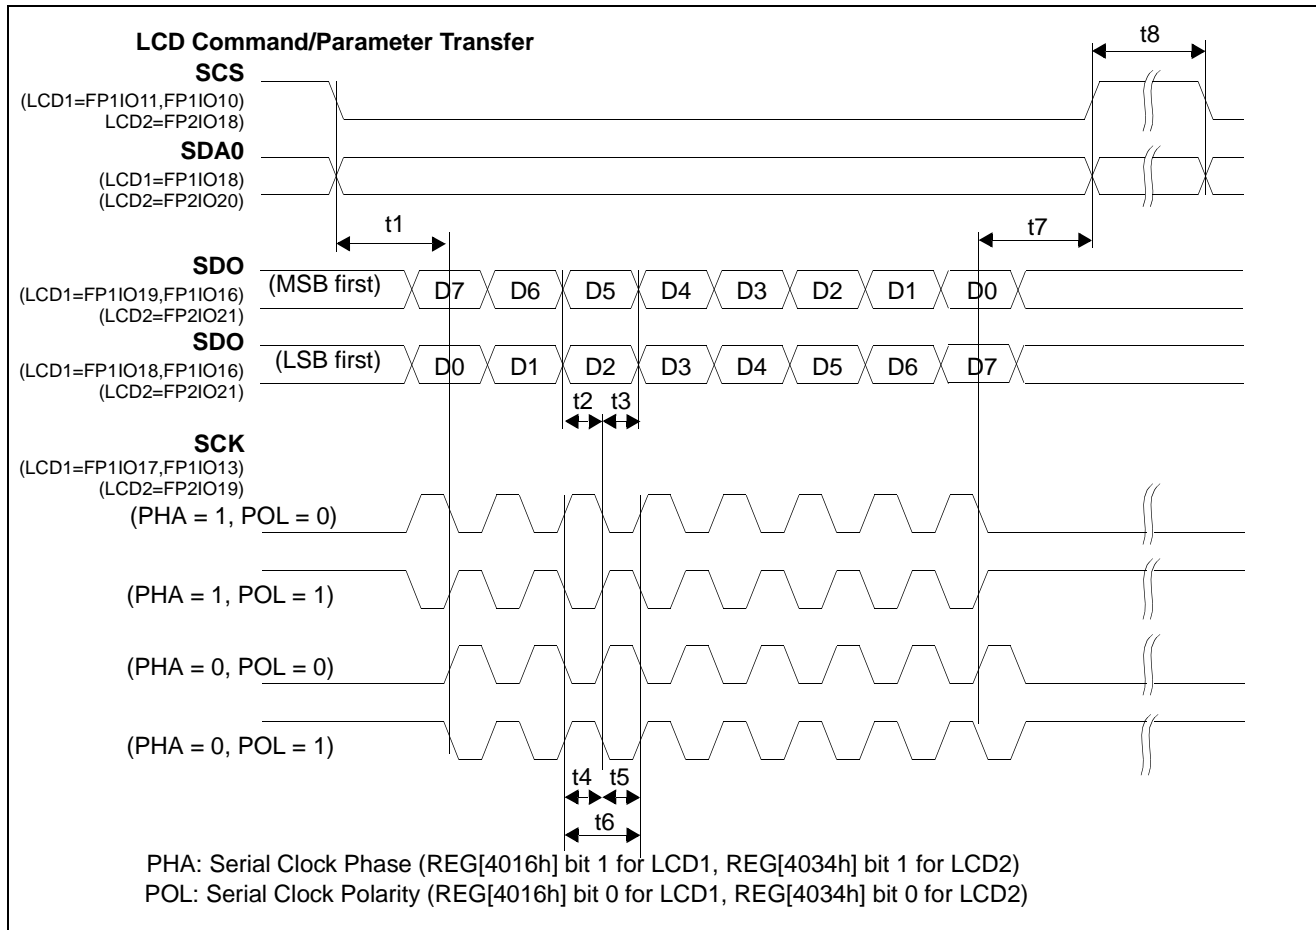 LCD Command/Parameter Transfer
t8
SCS
(LCD1=FP1IO11,FP1IO10)
LCD2=FP2IO18)
SDA0
(LCD1=FP1IO18)
(LCD2=FP2IO20)
t1
t7
SDO
(MSB first)
D7 D6 D5 D4 D3 D2 D1 D0
(LCD1=FP1IO19,FP1IO16)
(LCD2=FP2IO21)
SDO
(LSB first)
D0 D1 D2 D3 D4 D5 D6 D7
(LCD1=FP1IO18,FP1IO16)
(LCD2=FP2IO21)
t2 t3
SCK
(LCD1=FP1IO17,FP1IO13)
(LCD2=FP2IO19)
(PHA = 1, POL = 0)
(PHA = 1, POL = 1)
(PHA = 0, POL = 0)
(PHA = 0, POL = 1)
t4 t5
t6
PHA: Serial Clock Phase (REG[4016h] bit 1 for LCD1, REG[4034h] bit 1 for LCD2)
POL: Serial Clock Polarity (REG[4016h] bit 0 for LCD1, REG[4034h] bit 0 for LCD2)